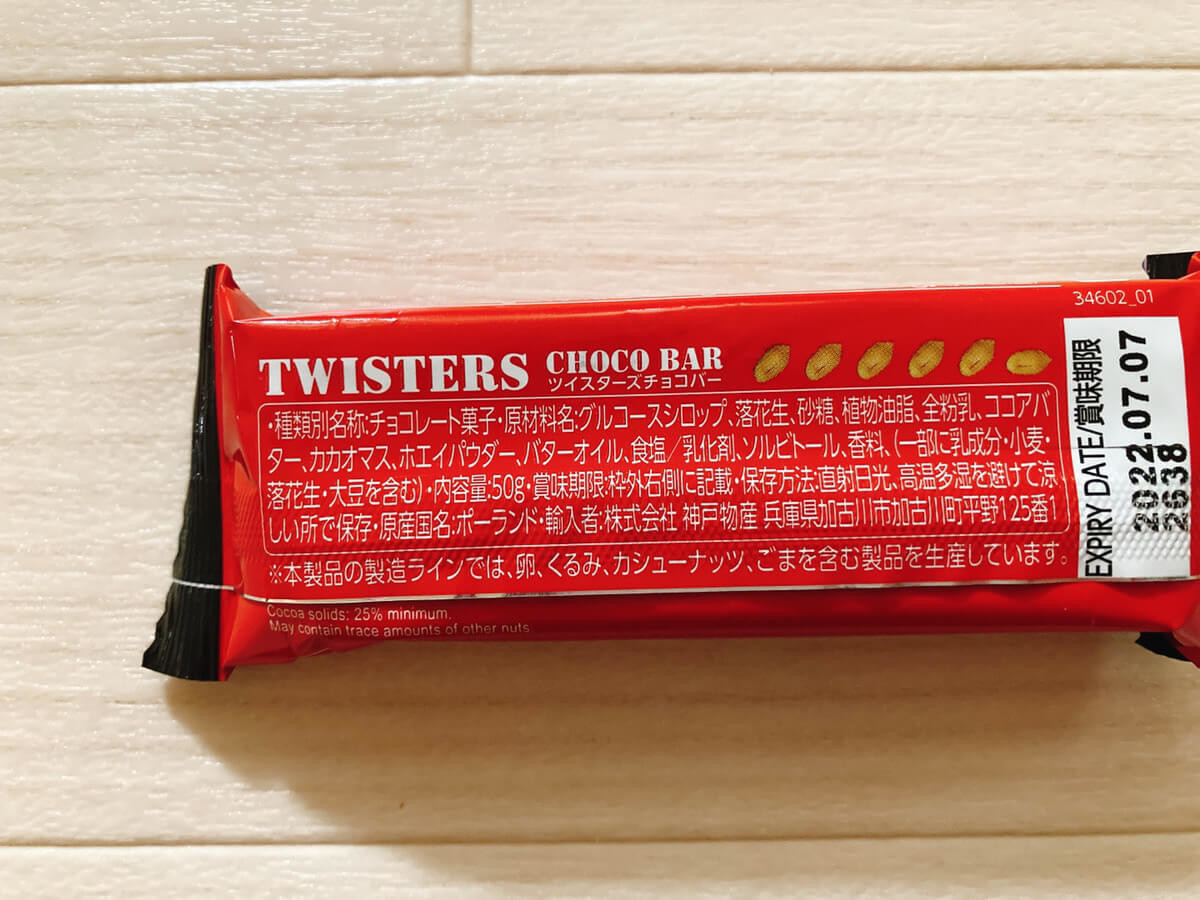 34602_01
TWISTERS CHOCO BAR
ツイスターズチョコバー
・種類別名称:チョコレート菓子・原材料名:グルコースシロップ、落花生、砂糖、植物油脂、全粉乳、ココアバ
ター、カカオマス、ホエイパウダー、バターオイル、食塩/乳化剤、ソルビトール、香料、(一部に乳成分・小麦・
落花生・大豆を含む)・内容量:50g・賞味期限:枠外右側に記載・保存方法:直射日光、高温多湿を避けて涼
しい所で保存・原産国名:ポーランド・輸入者:株式会社 神戸物産 兵庫県加古川市加古川町平野125番1
※本製品の製造ラインでは、卵、くるみ、カシューナッツ、ごまを含む製品を生産しています。
Cocoa solids: 25% minimum.
May contain trace amounts of other nuts
EXPIRY DATE/賞味期限
2022.07.07
2638